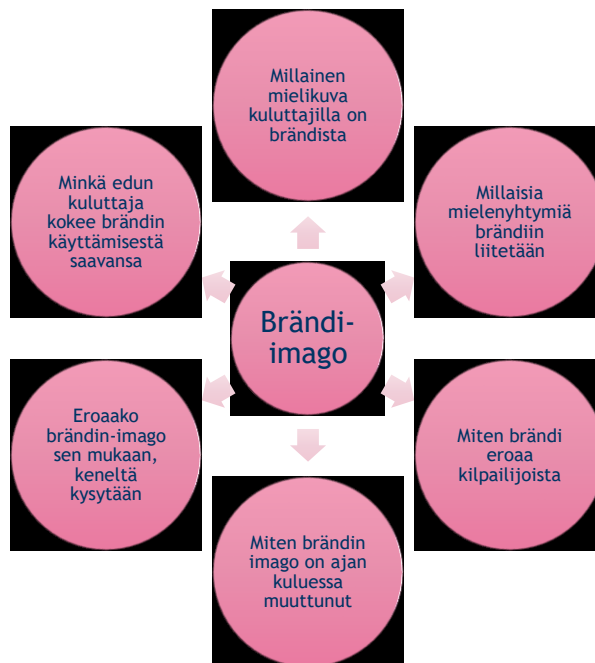 Millainen
mielikuva
kuluttajilla on
brändista
Minkä edun
kuluttaja
kokee brändin
käyttämisestä
saavansa
Millaisia
mielenyhtymiä
brändiin
liitetään
Brändi-
imago
Eroaako
brändin-imago
sen mukaan,
keneltä
kysytään
Miten brändi
eroaa
kilpailijoista
Miten brändin
imago on ajan
kuluessa
muuttunut